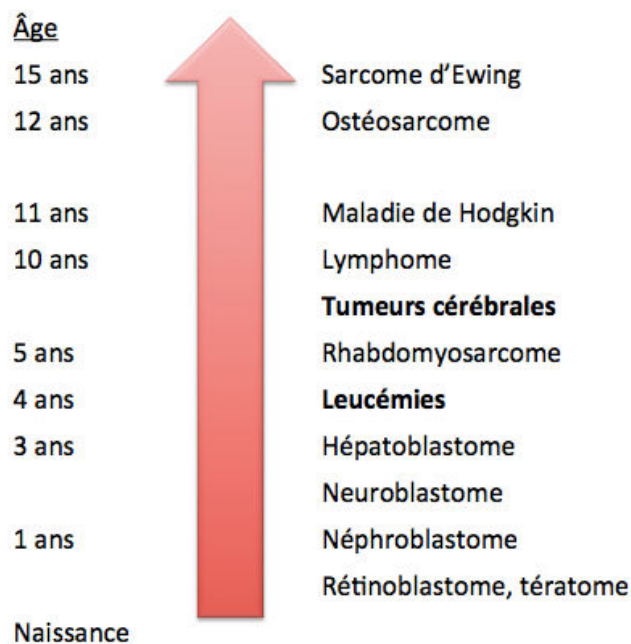 Âge
15 ans Sarcome d'Ewing
12 ans Ostéosarcome
11 ans Maladie de Hodgkin
10 ans Lymphome
Tumeurs cérébrales
5 ans Rhabdomyosarcome
4 ans Leucémies
3 ans Hépatoblastome
Neuroblastome
1 ans Néphroblastome
Rétinoblastome, tératome
Naissance